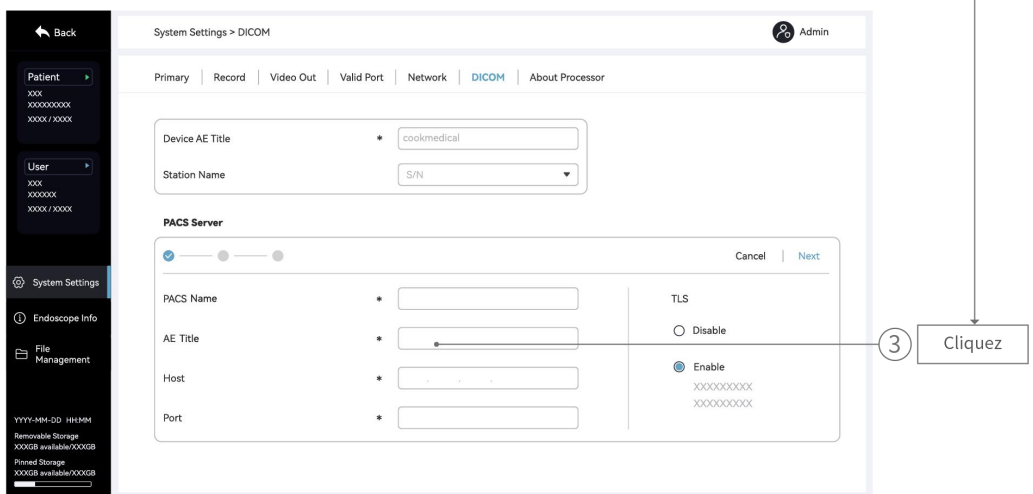 Back
System Settings > DICOM
Admin
Patient
XXX
XXXXXXXXX
XXXX / XXXX
Primary | Record | Video Out | Valid Port | Network | DICOM | About Processor
Device AE Title * cookmedical
Station Name S/N
User
XXX
XXXXXX
XXXX / XXXX
PACS Server
Cancel | Next
System Settings
Endoscope Info
File
Management
PACS Name *
AE Title *
Host * . . .
Port *
TLS
Disable
Enable
XXXXXXXXX
XXXXXXXXX
3 Cliquez
YYYY-MM-DD HH:MM
Removable Storage
XXXGB available/XXXGB
Pinned Storage
XXXGB available/XXXGB